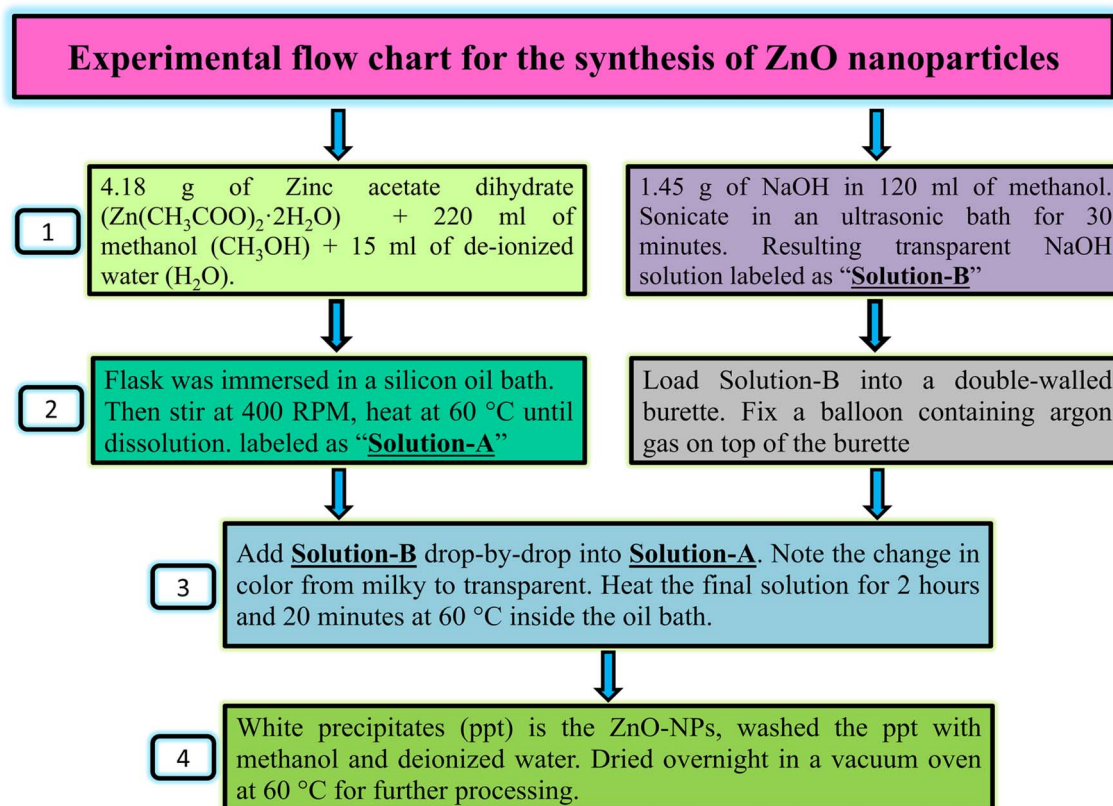 Experimental flow chart for the synthesis of ZnO nanoparticles
1
4.18 g of Zinc acetate dihydrate
(Zn(CH₃COO)₂·2H₂O) + 220 ml of
methanol (CH₃OH) + 15 ml of de-ionized
water (H₂O).
1.45 g of NaOH in 120 ml of methanol.
Sonicate in an ultrasonic bath for 30
minutes. Resulting transparent NaOH
solution labeled as “Solution-B”
2
Flask was immersed in a silicon oil bath.
Then stir at 400 RPM, heat at 60 °C until
dissolution. labeled as “Solution-A”
Load Solution-B into a double-walled
burette. Fix a balloon containing argon
gas on top of the burette
3
Add Solution-B drop-by-drop into Solution-A. Note the change in
color from milky to transparent. Heat the final solution for 2 hours
and 20 minutes at 60 °C inside the oil bath.
4
White precipitates (ppt) is the ZnO-NPs, washed the ppt with
methanol and deionized water. Dried overnight in a vacuum oven
at 60 °C for further processing.